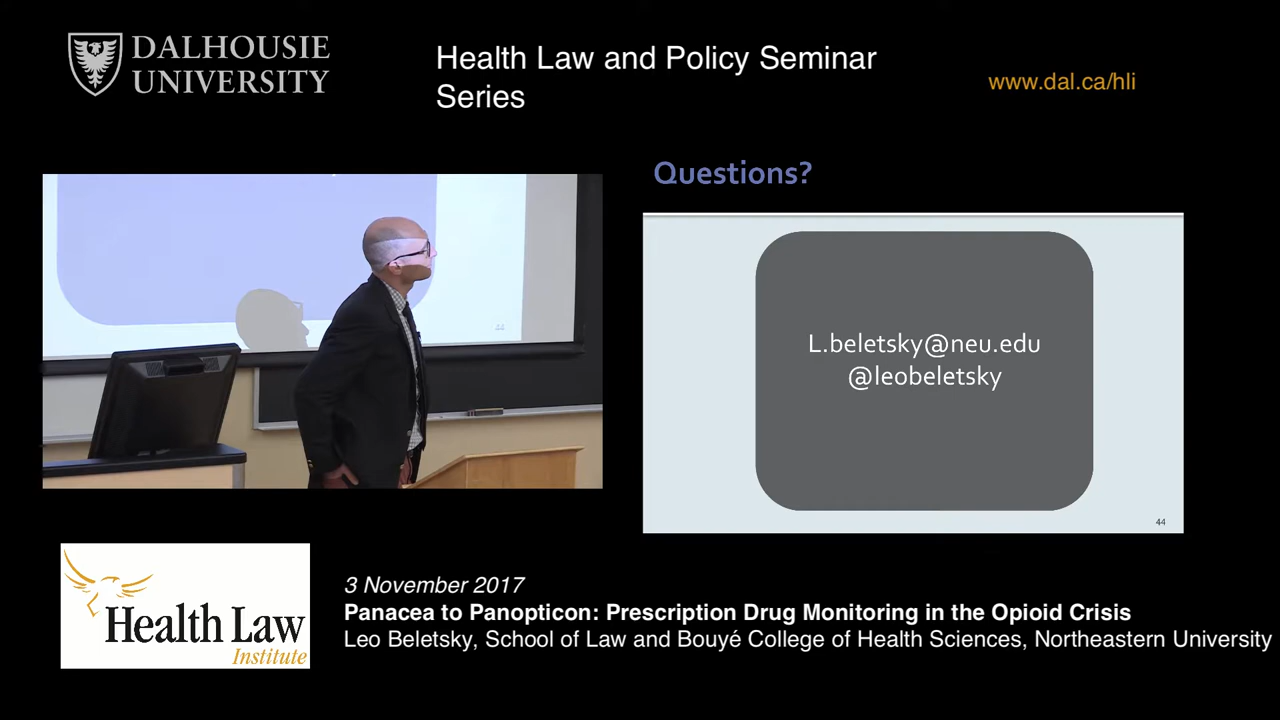 DALHOUSIE
UNIVERSITY
Health Law and Policy Seminar
Series
www.dal.ca/hli
Questions?
L.beletsky@neu.edu
@leobeletsky
44
44
Health Law
Institute
3 November 2017
Panacea to Panopticon: Prescription Drug Monitoring in the Opioid Crisis
Leo Beletsky, School of Law and Bouyé College of Health Sciences, Northeastern University